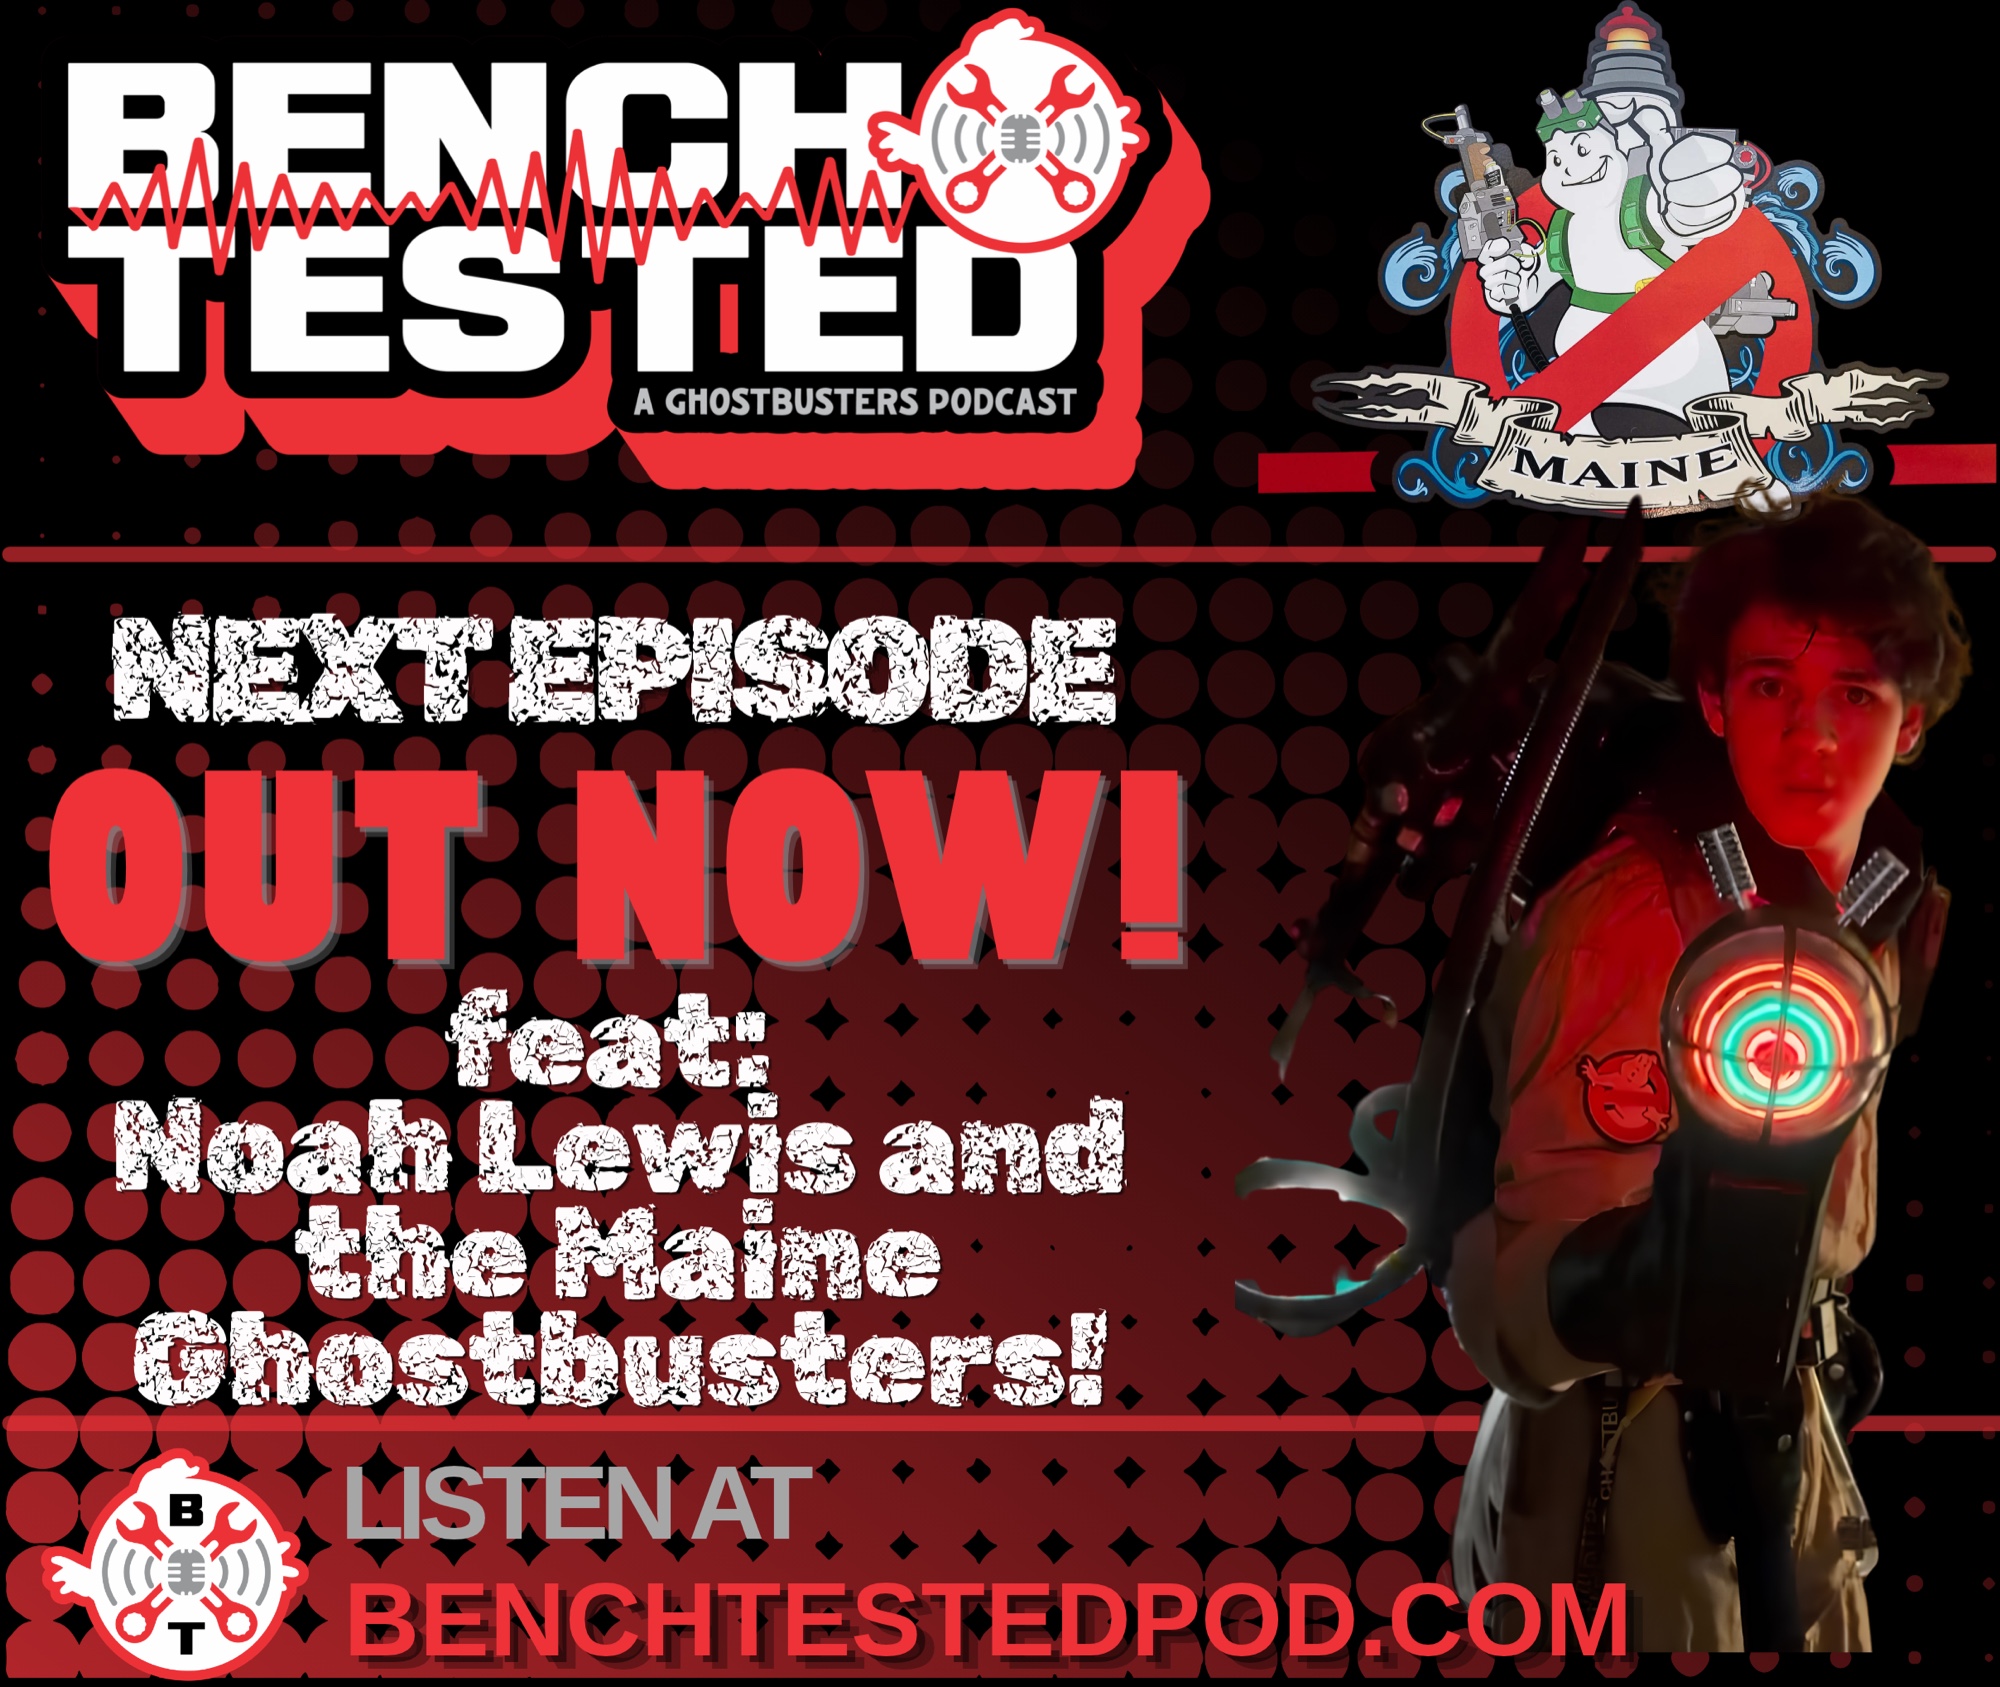 BENCH
TESTED
A GHOSTBUSTERS PODCAST
MAINE
NEXT EPISODE
OUT NOW!
feat:
Noah Lewis and
the Maine
Ghostbusters!
B
T
LISTEN AT
BENCHTESTEDPOD.COM